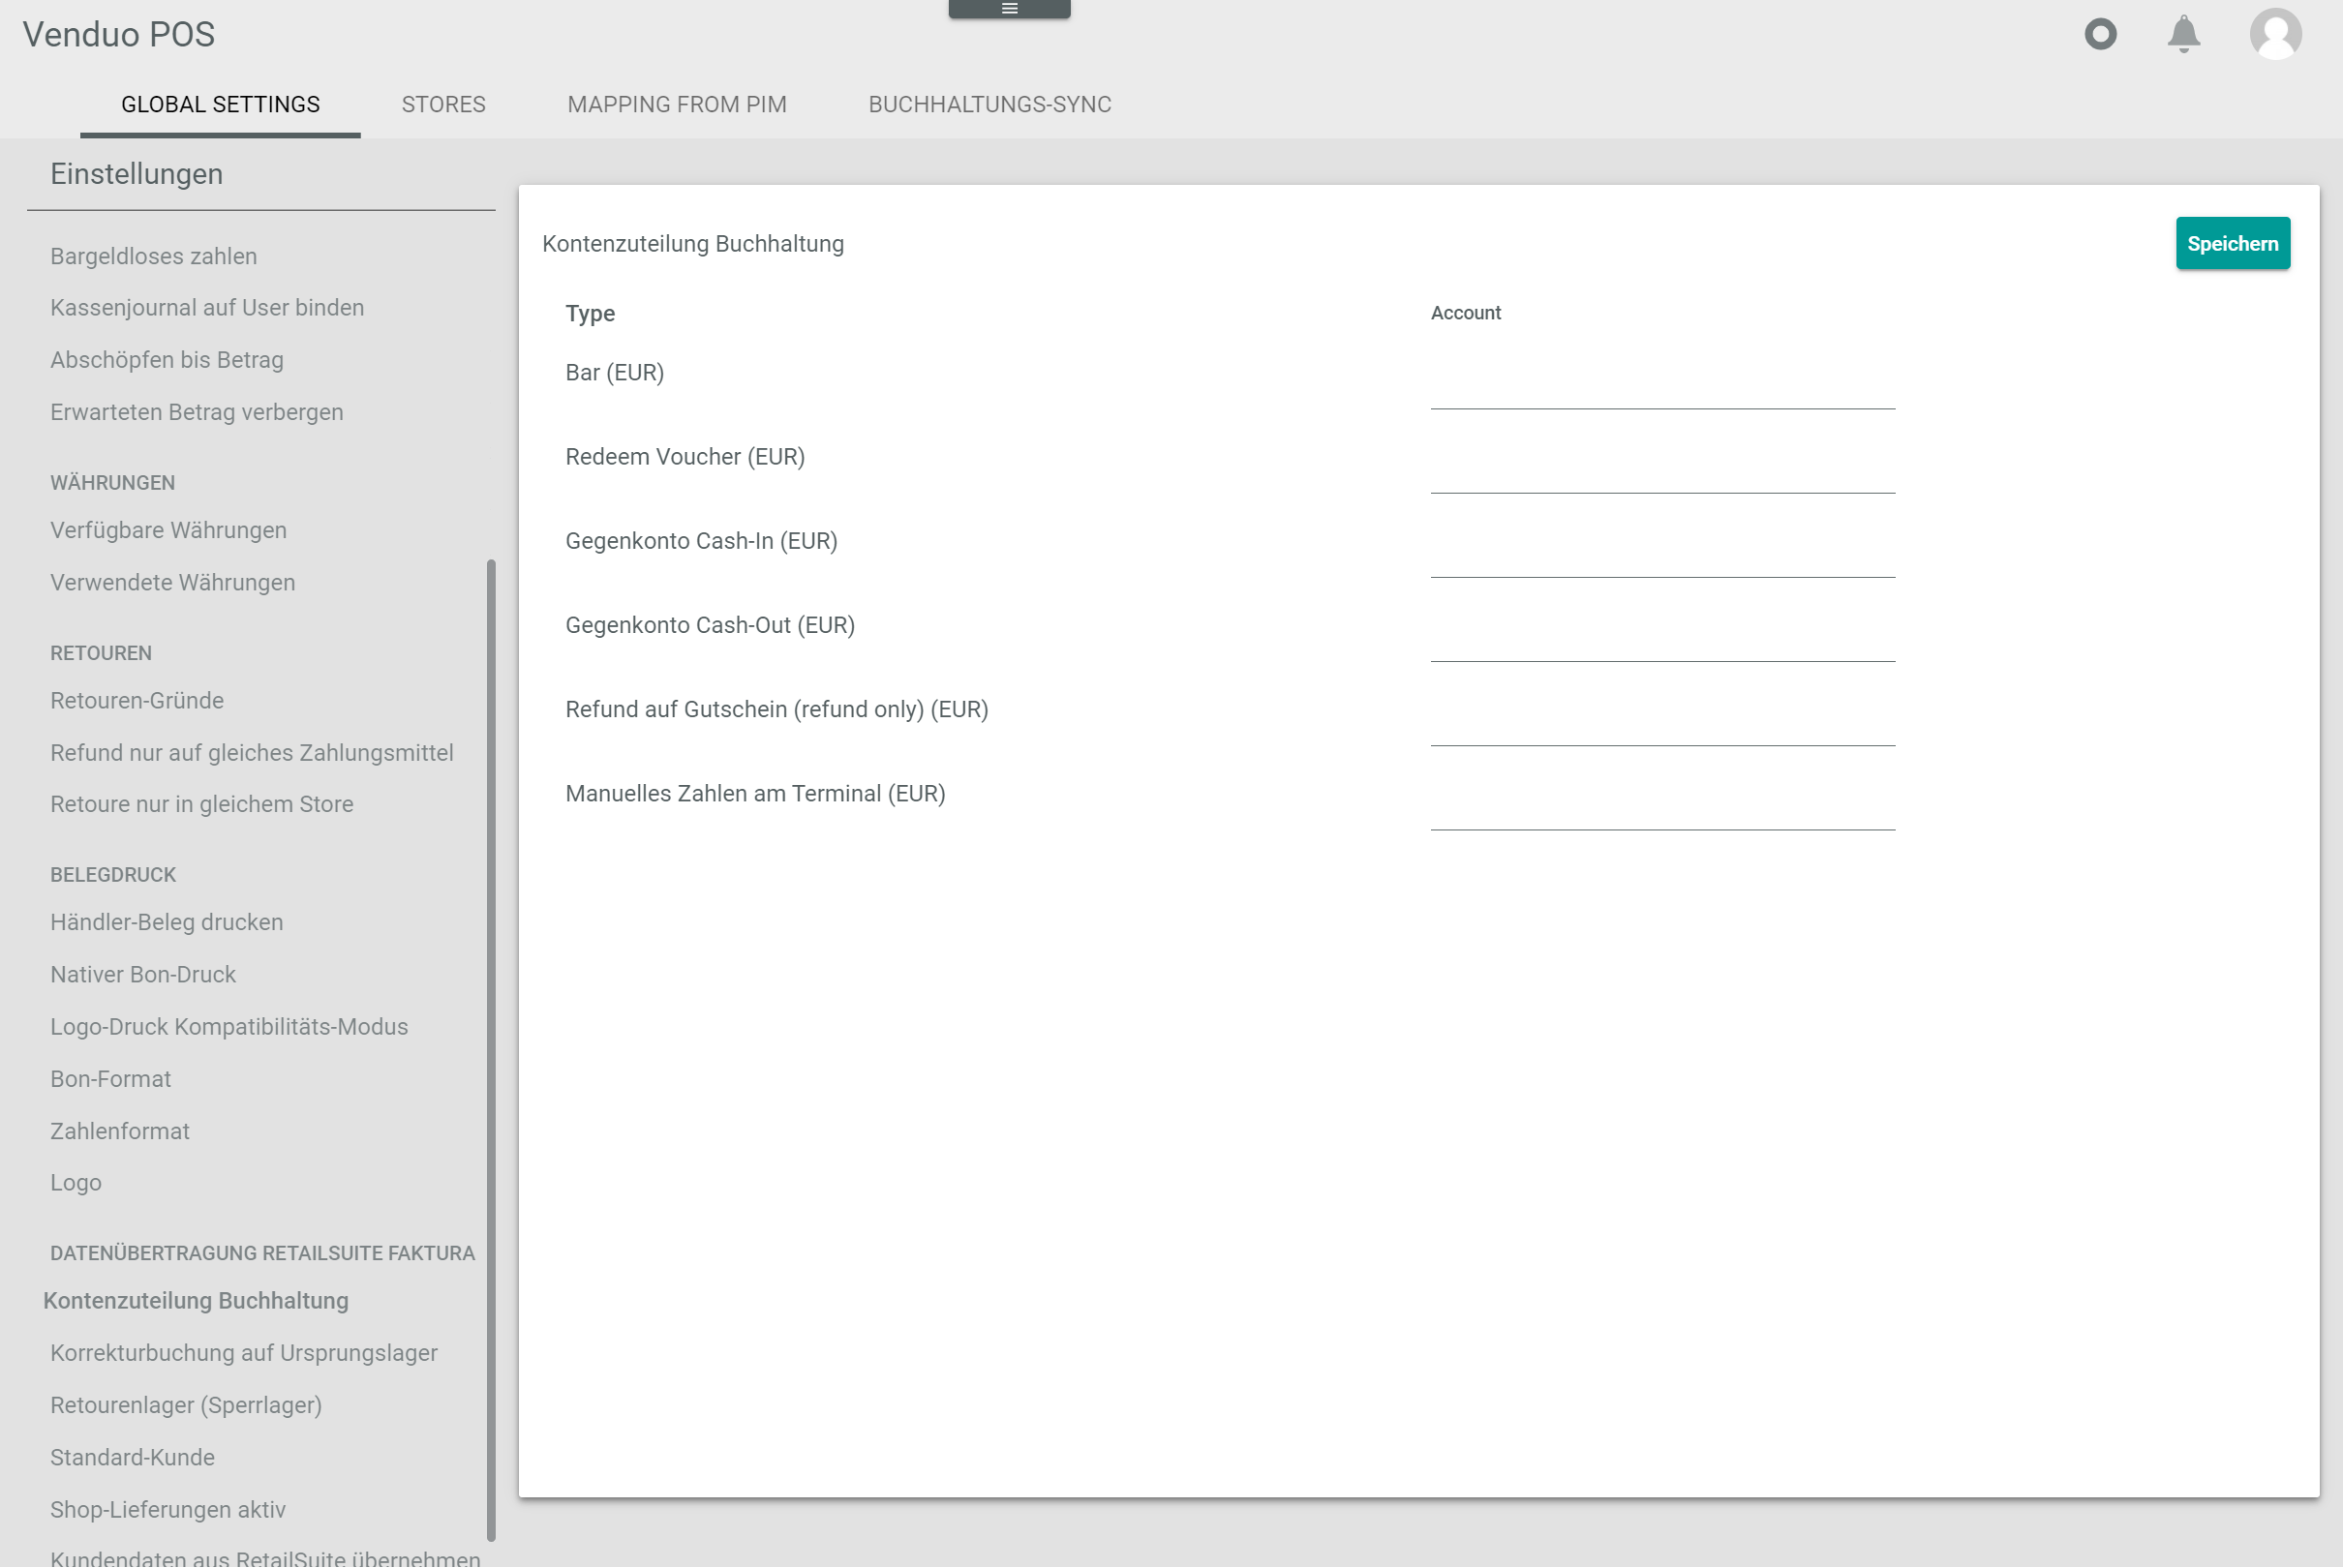 Venduo POS
GLOBAL SETTINGS
STORES
MAPPING FROM PIM
BUCHHALTUNGS-SYNC
Einstellungen
Bargeldloses zahlen
Kassenjournal auf User binden
Abschöpfen bis Betrag
Erwarteten Betrag verbergen
WÄHRUNGEN
Verfügbare Währungen
Verwendete Währungen
RETOUREN
Retouren-Gründe
Refund nur auf gleiches Zahlungsmittel
Retoure nur in gleichem Store
BELEGDRUCK
Händler-Beleg drucken
Nativer Bon-Druck
Logo-Druck Kompatibilitäts-Modus
Bon-Format
Zahlenformat
Logo
DATENÜBERTRAGUNG RETAILSUITE FAKTURA
Kontenzuteilung Buchhaltung
Korrekturbuchung auf Ursprungslager
Retourenlager (Sperrlager)
Standard-Kunde
Shop-Lieferungen aktiv
Kundendaten aus RetailSuite übernehmen
Kontenzuteilung Buchhaltung
Speichern
Type
Account
Bar (EUR)
Redeem Voucher (EUR)
Gegenkonto Cash-In (EUR)
Gegenkonto Cash-Out (EUR)
Refund auf Gutschein (refund only) (EUR)
Manuelles Zahlen am Terminal (EUR)